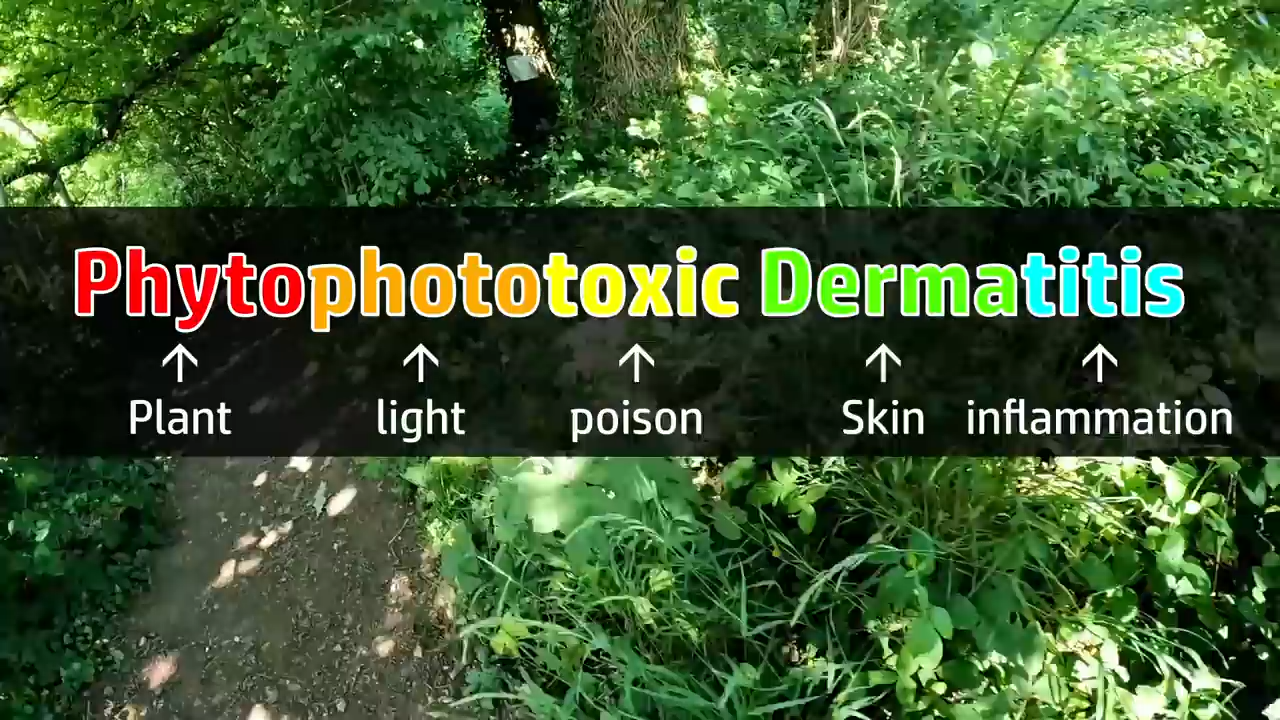 Phytophototoxic Dermatitis
↑ ↑ ↑ ↑ ↑
Plant light poison Skin inflammation